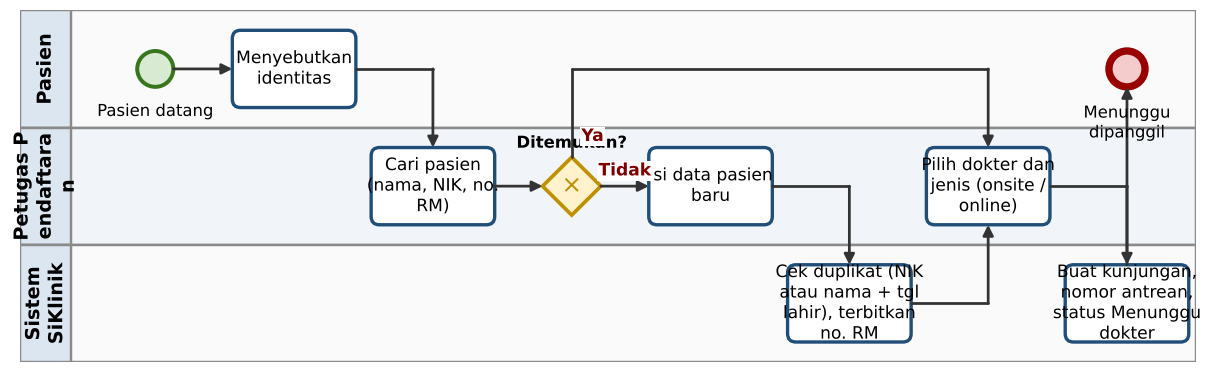 Pasien
Pasien datang
Menyebutkan
identitas
Menunggu
dipanggil
Petugas P
endaftara
n
Cari pasien
(nama, NIK, no.
RM)
Ditemukan?
Ya
Tidak
si data pasien
baru
Pilih dokter dan
jenis (onsite /
online)
Sistem
SiKlinik
Cek duplikat (NIK
atau nama + tgl
lahir), terbitkan
no. RM
Buat kunjungan,
nomor antrean,
status Menunggu
dokter